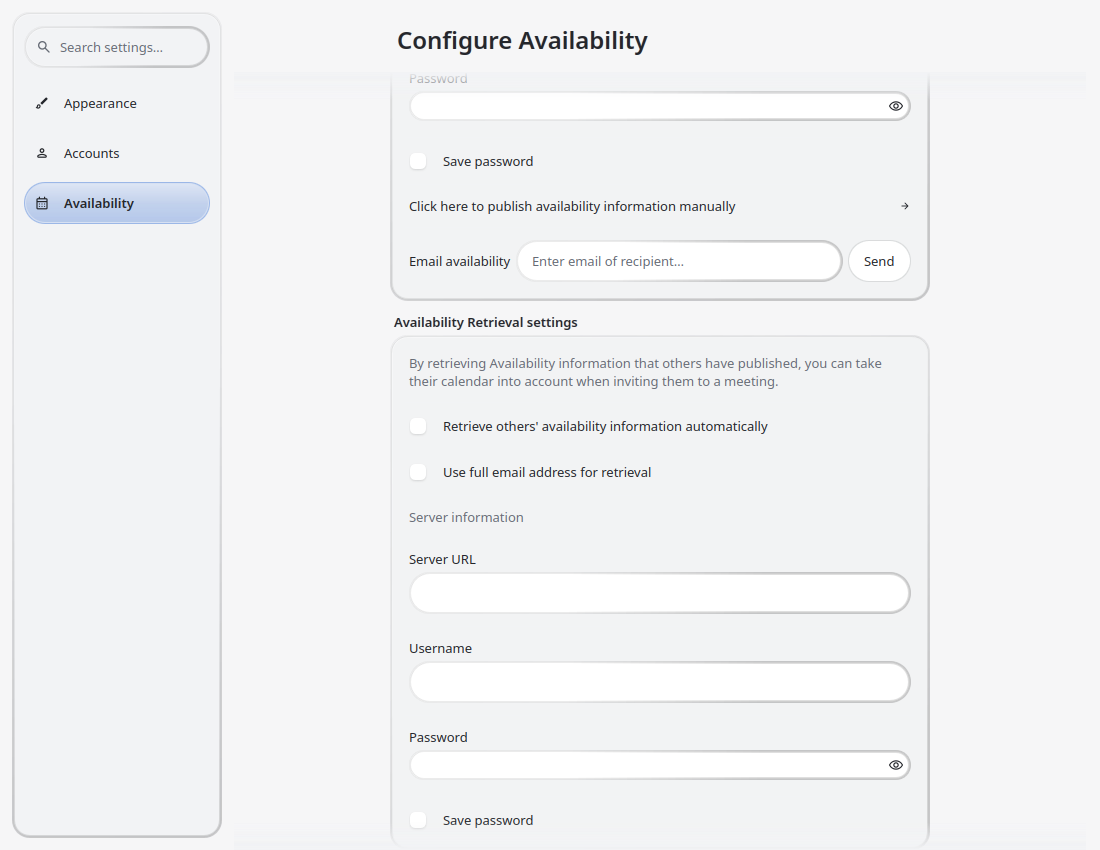 Search settings...
Appearance
Accounts
Availability
Configure Availability
Password
Save password
Click here to publish availability information manually
Email availability
Enter email of recipient...
Send
Availability Retrieval settings
By retrieving Availability information that others have published, you can take
their calendar into account when inviting them to a meeting.
Retrieve others' availability information automatically
Use full email address for retrieval
Server information
Server URL
Username
Password
Save password